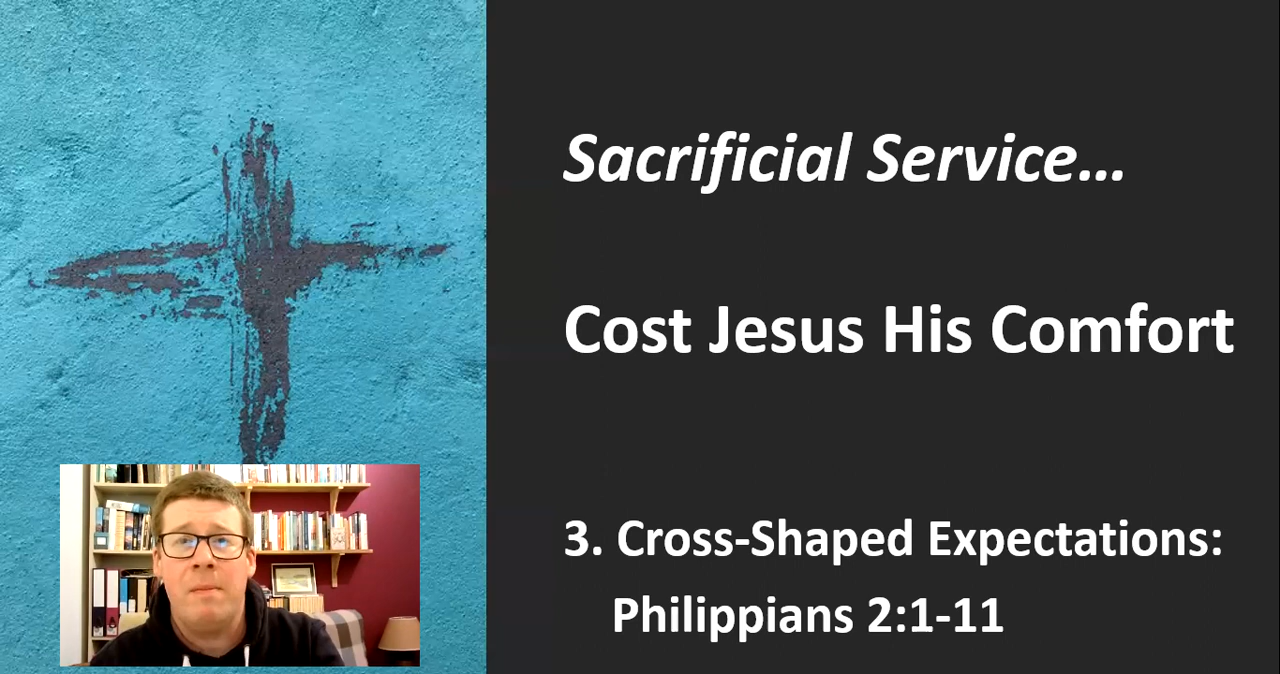 Sacrificial Service…
Cost Jesus His Comfort
3. Cross-Shaped Expectations:
Philippians 2:1-11